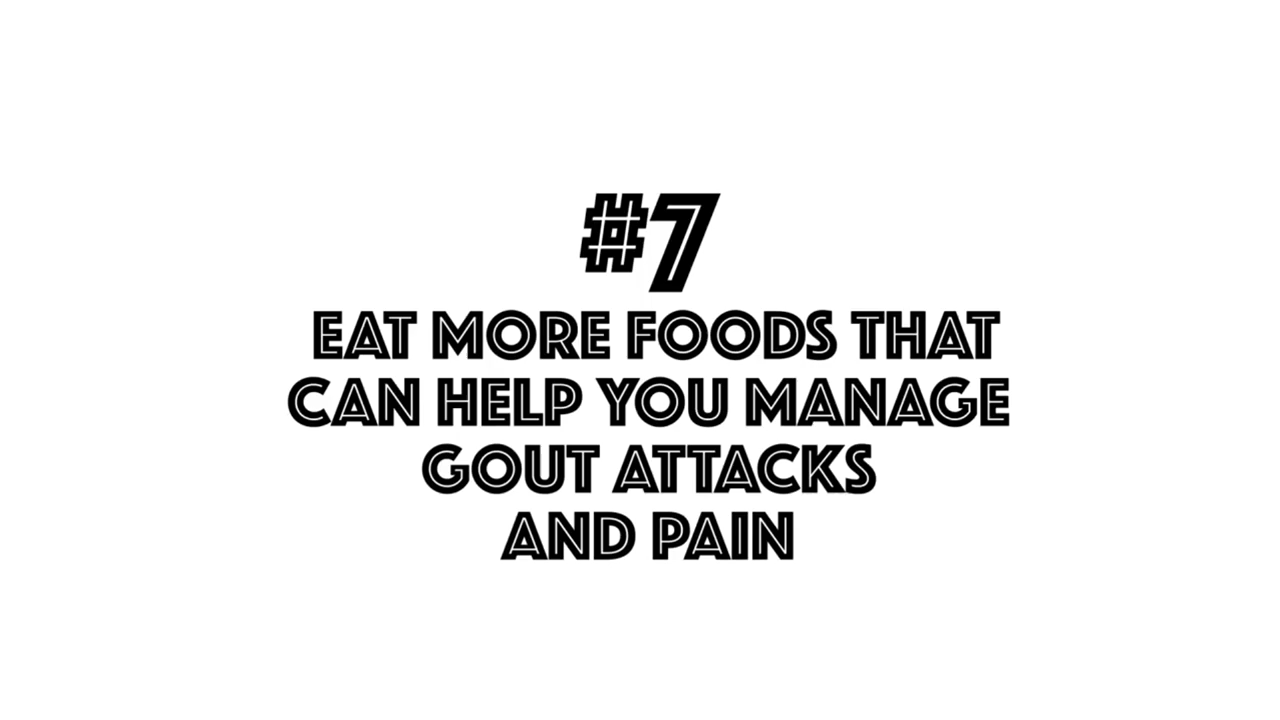 #7
EAT MORE FOODS THAT
CAN HELP YOU MANAGE
GOUT ATTACKS
AND PAIN